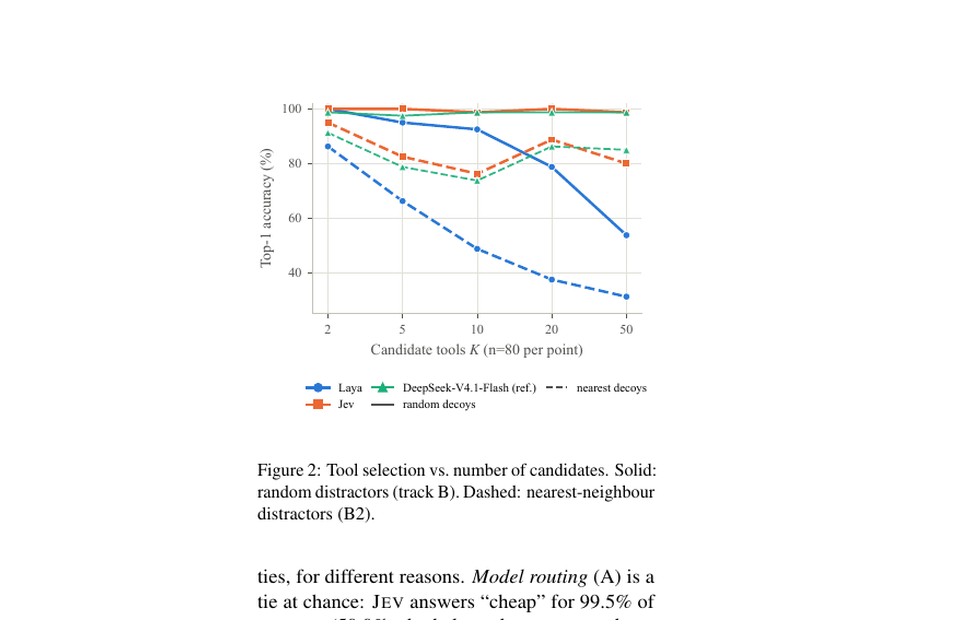 100
80
60
40
Top-1 accuracy (%)
2 5 10 20 50
Candidate tools K (n=80 per point)
Laya DeepSeek-V4.1-Flash (ref.) nearest decoys
Jev random decoys
Figure 2: Tool selection vs. number of candidates. Solid:
random distractors (track B). Dashed: nearest-neighbour
distractors (B2).
ties, for different reasons. Model routing (A) is a
tie at chance: JEV answers “cheap” for 99.5% of